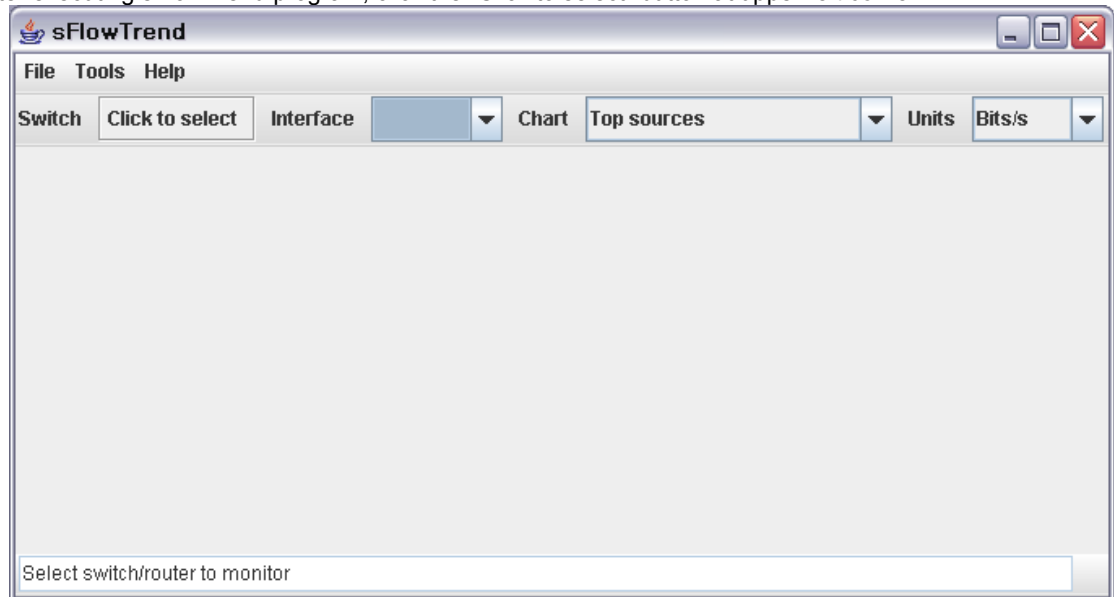 sFlowTrend
File Tools Help
Switch Click to select Interface Chart Top sources Units Bits/s
Select switch/router to monitor